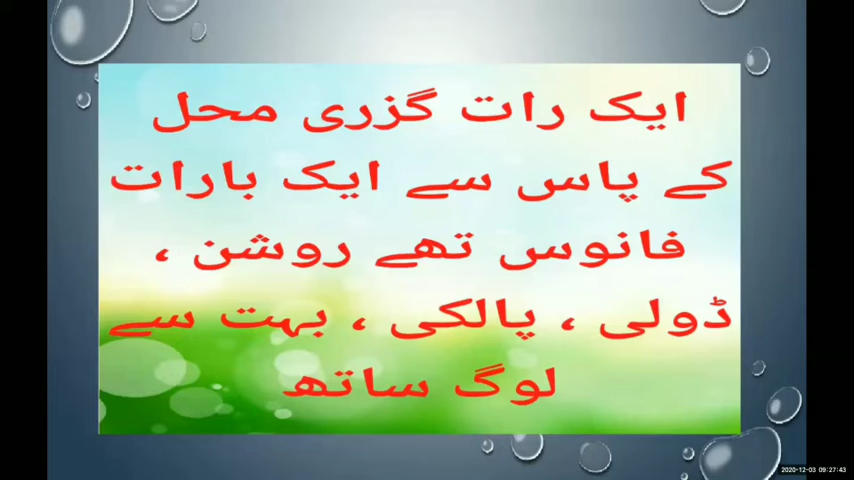 ایک رات گزری محل
کے پاس سے ایک بارات
فانوس تھے روشن ،
ڈولی ، پالکی ، بہت سے
لوگ ساتھ
2020-12-03 09:27:43